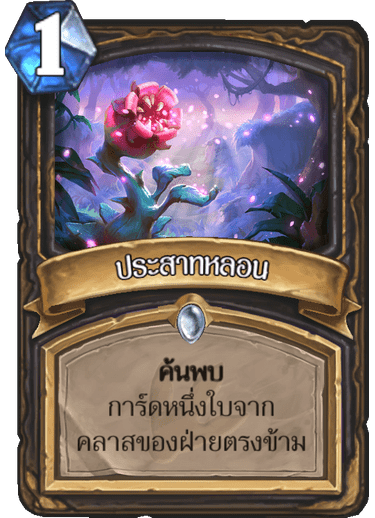 1
ประสาทหลอน
ค้นพบ
การ์ดหนึ่งใบจาก
คลาสของฝ่ายตรงข้าม